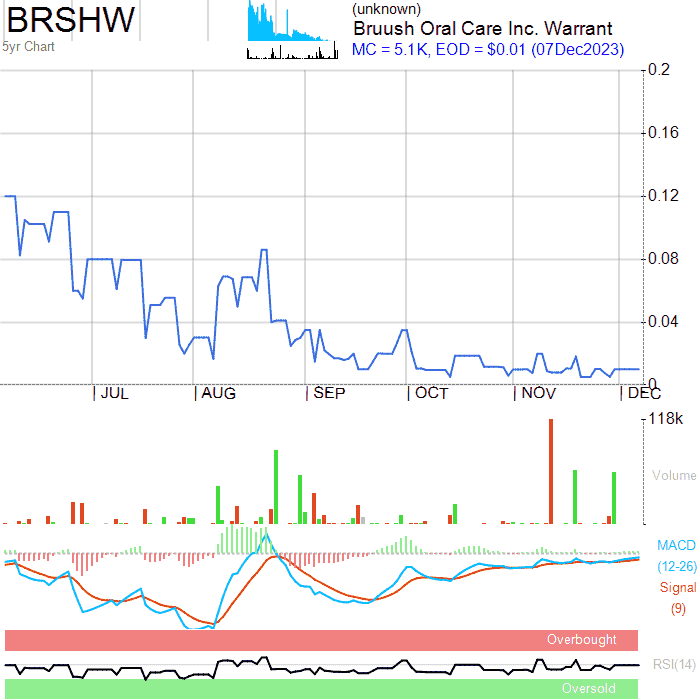 BRSHW
5yr Chart
(unknown)
Bruush Oral Care Inc. Warrant
MC = 5.1K, EOD = $0.01 (07Dec2023)
0.2
0.16
0.12
0.08
0.04
0
JUL AUG SEP OCT NOV DEC
118k
Volume
MACD
(12-26)
Signal
(9)
Overbought
RSI(14)
Oversold